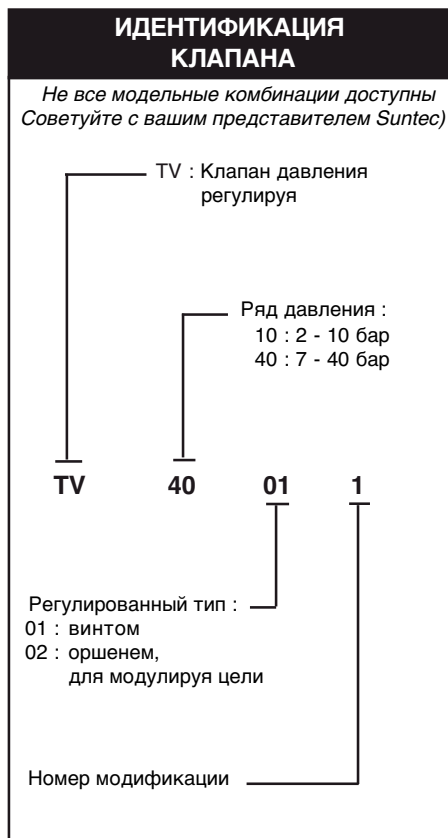 ИДЕНТИФИКАЦИЯ
КЛАПАНА
Не все модельные комбинации доступны
Советуйте с вашим представителем Suntec)
TV : Клапан давления
регулируя
Ряд давления :
10 : 2 - 10 бар
40 : 7 - 40 бар
TV 40 01 1
Регулированный тип :
01 : винтом
02 : оршенем,
для модулируя цели
Номер модификации